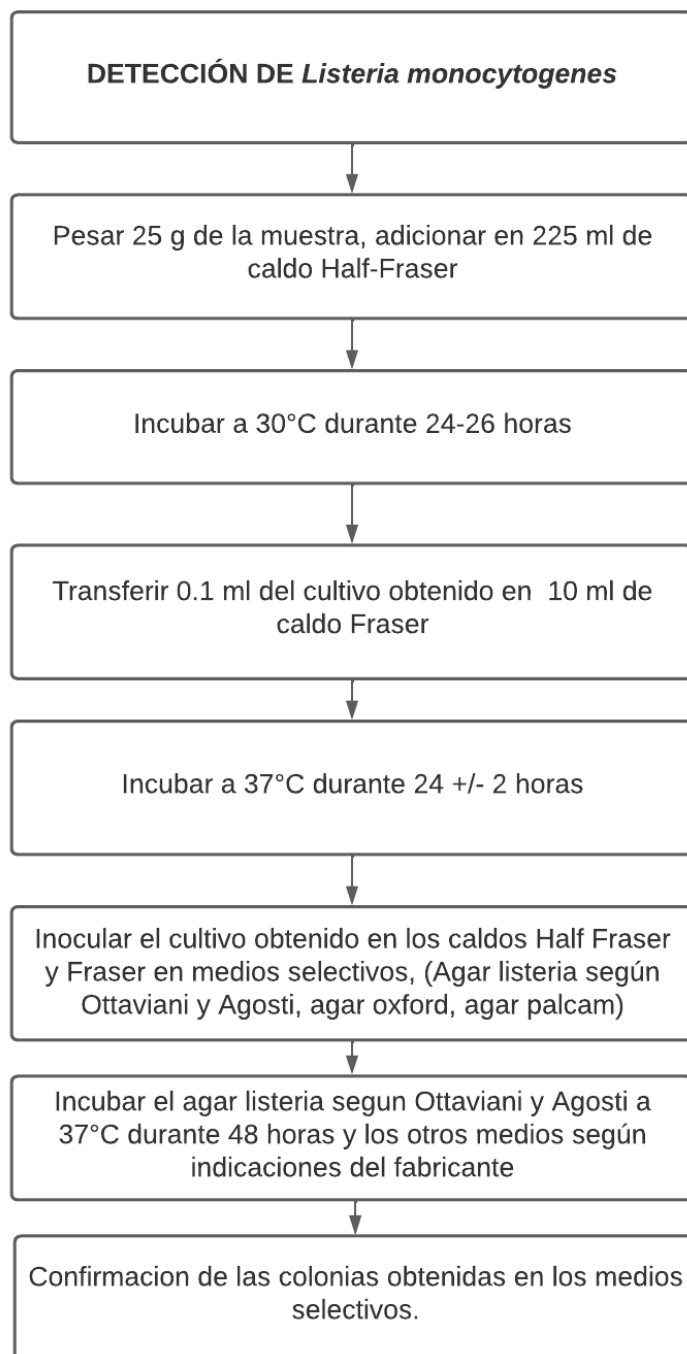 DETECCIÓN DE Listeria monocytogenes
Pesar 25 g de la muestra, adicionar en 225 ml de
caldo Half-Fraser
Incubar a 30°C durante 24-26 horas
Transferir 0.1 ml del cultivo obtenido en 10 ml de
caldo Fraser
Incubar a 37°C durante 24 +/- 2 horas
Inocular el cultivo obtenido en los caldos Half Fraser
y Fraser en medios selectivos, (Agar listeria según
Ottaviani y Agosti, agar oxford, agar palcam)
Incubar el agar listeria segun Ottaviani y Agosti a
37°C durante 48 horas y los otros medios según
indicaciones del fabricante
Confirmacion de las colonias obtenidas en los medios
selectivos.